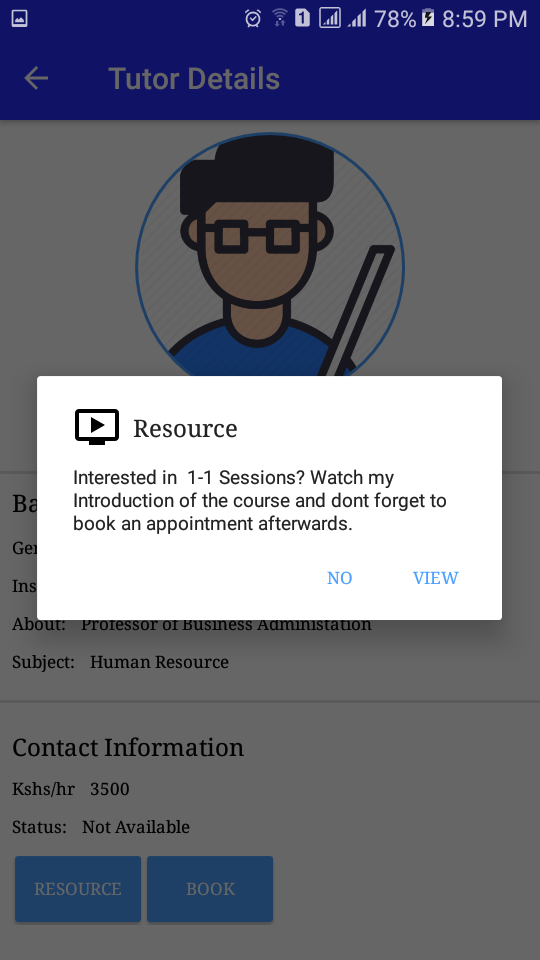 1 78% 8:59 PM
Tutor Details
Resource
Interested in 1-1 Sessions? Watch my
Introduction of the course and dont forget to
book an appointment afterwards.
NO VIEW
About: Professor of Business Administation
Subject: Human Resource
Contact Information
Kshs/hr 3500
Status: Not Available
RESOURCE BOOK